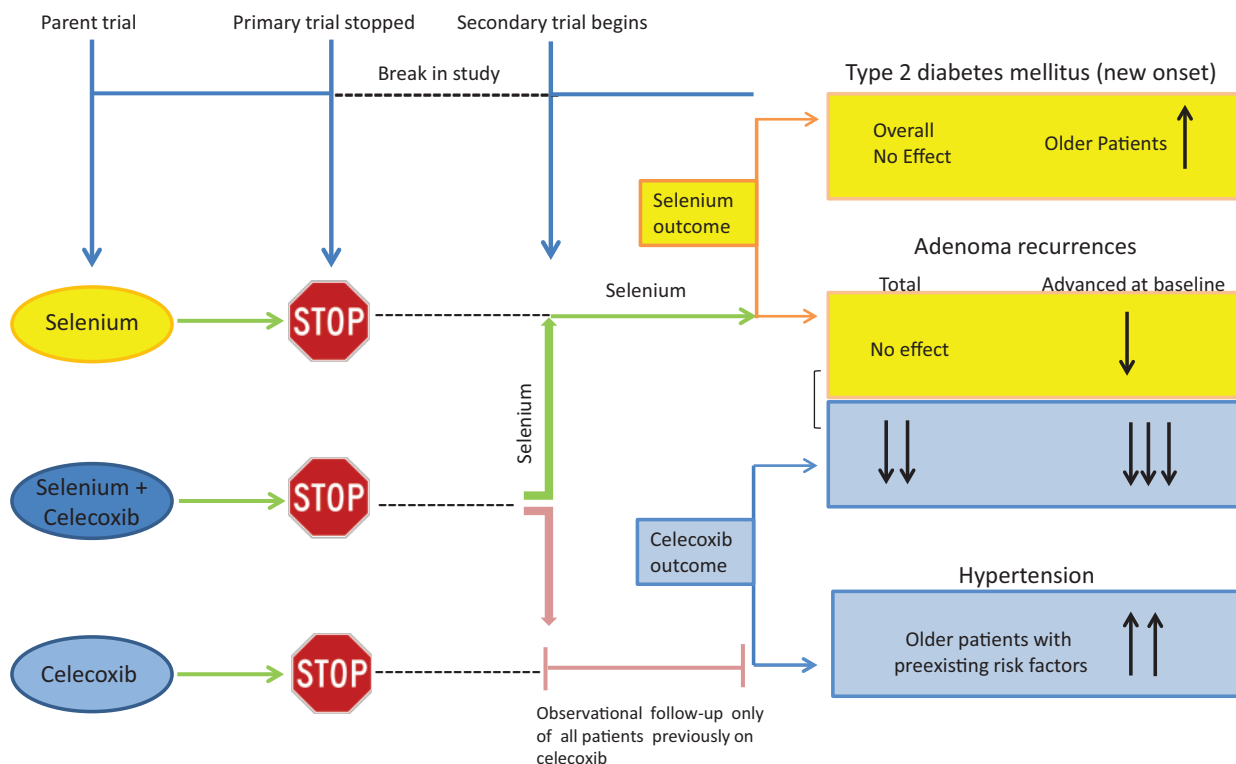 Parent trial
Primary trial stopped
Secondary trial begins
Break in study
Type 2 diabetes mellitus (new onset)
Overall
No Effect
Older Patients
Selenium
outcome
Adenoma recurrences
Total
Advanced at baseline
Selenium
STOP
Selenium
No effect
Selenium
Selenium +
Celecoxib
STOP
Celecoxib
outcome
Hypertension
Older patients with
preexisting risk factors
Celecoxib
STOP
Observational follow-up only
of all patients previously on
celecoxib